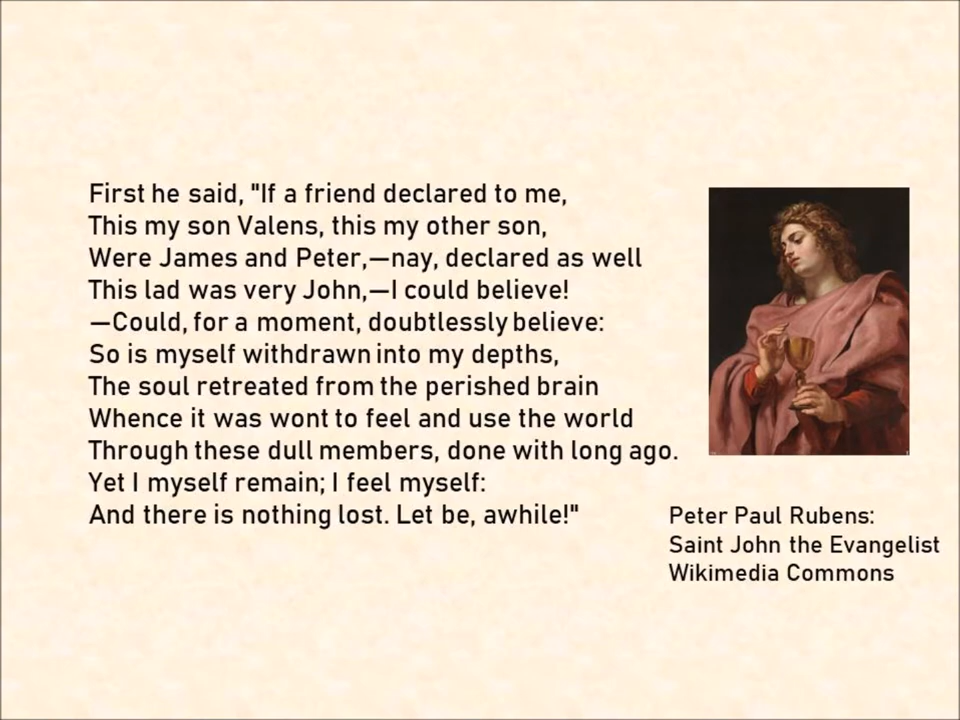 First he said, "If a friend declared to me,
This my son Valens, this my other son,
Were James and Peter,—nay, declared as well
This lad was very John,—I could believe!
—Could, for a moment, doubtlessly believe:
So is myself withdrawn into my depths,
The soul retreated from the perished brain
Whence it was wont to feel and use the world
Through these dull members, done with long ago.
Yet I myself remain; I feel myself:
And there is nothing lost. Let be, awhile!"
Peter Paul Rubens:
Saint John the Evangelist
Wikimedia Commons